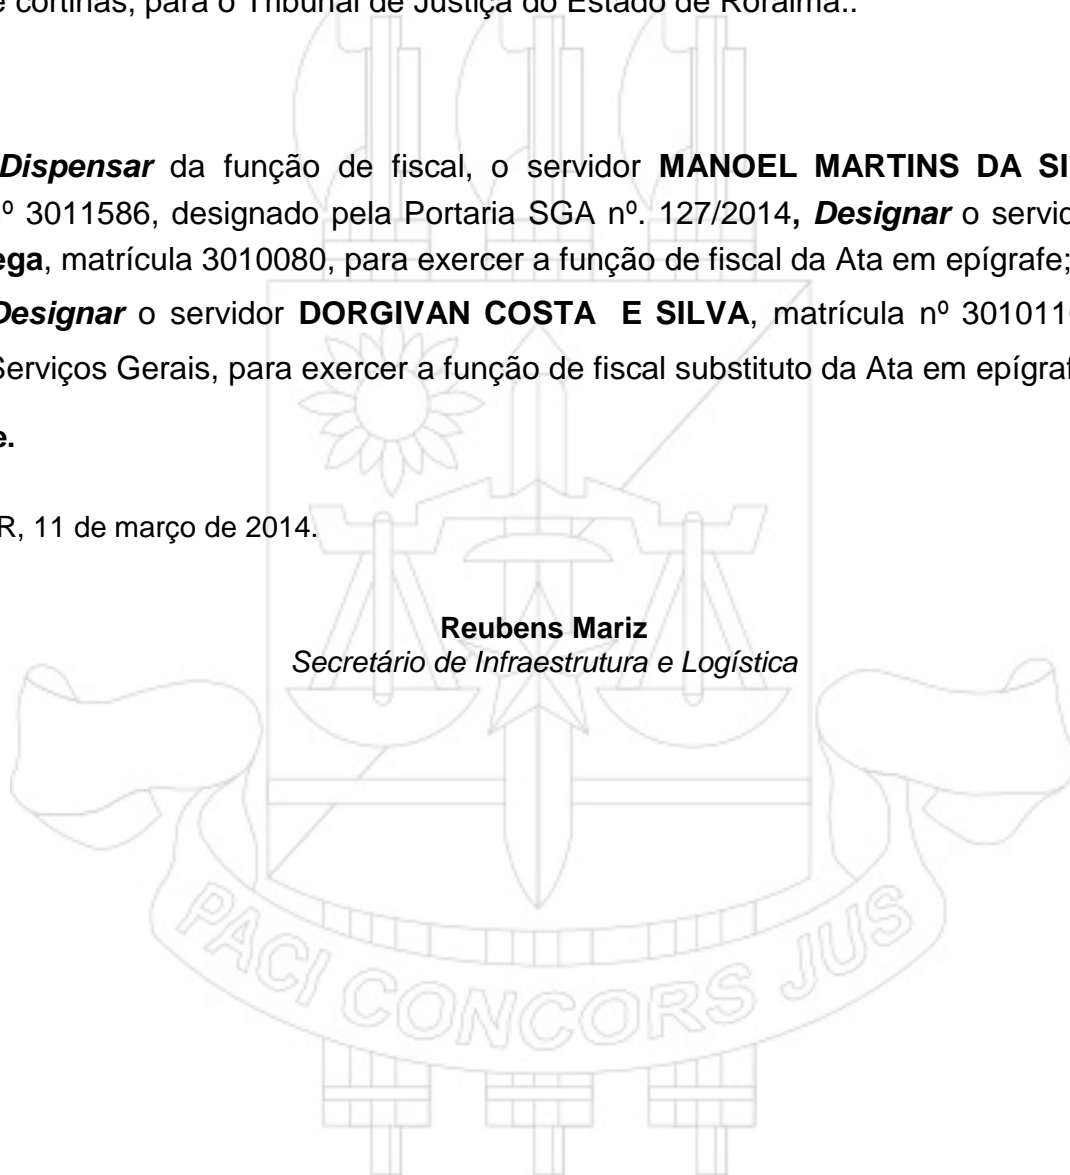 e cortinas, para o Tribunal de Justiça do Estado de Roraima..
Dispensar da função de fiscal, o servidor MANOEL MARTINS DA SI
º 3011586, designado pela Portaria SGA nº. 127/2014, Designar o servid
ega, matrícula 3010080, para exercer a função de fiscal da Ata em epígrafe;
Designar o servidor DORGIVAN COSTA E SILVA, matrícula nº 301011
Serviços Gerais, para exercer a função de fiscal substituto da Ata em epígraf
e.
R, 11 de março de 2014.
Reubens Mariz
Secretário de Infraestrutura e Logística
PACI CONCORS JUS